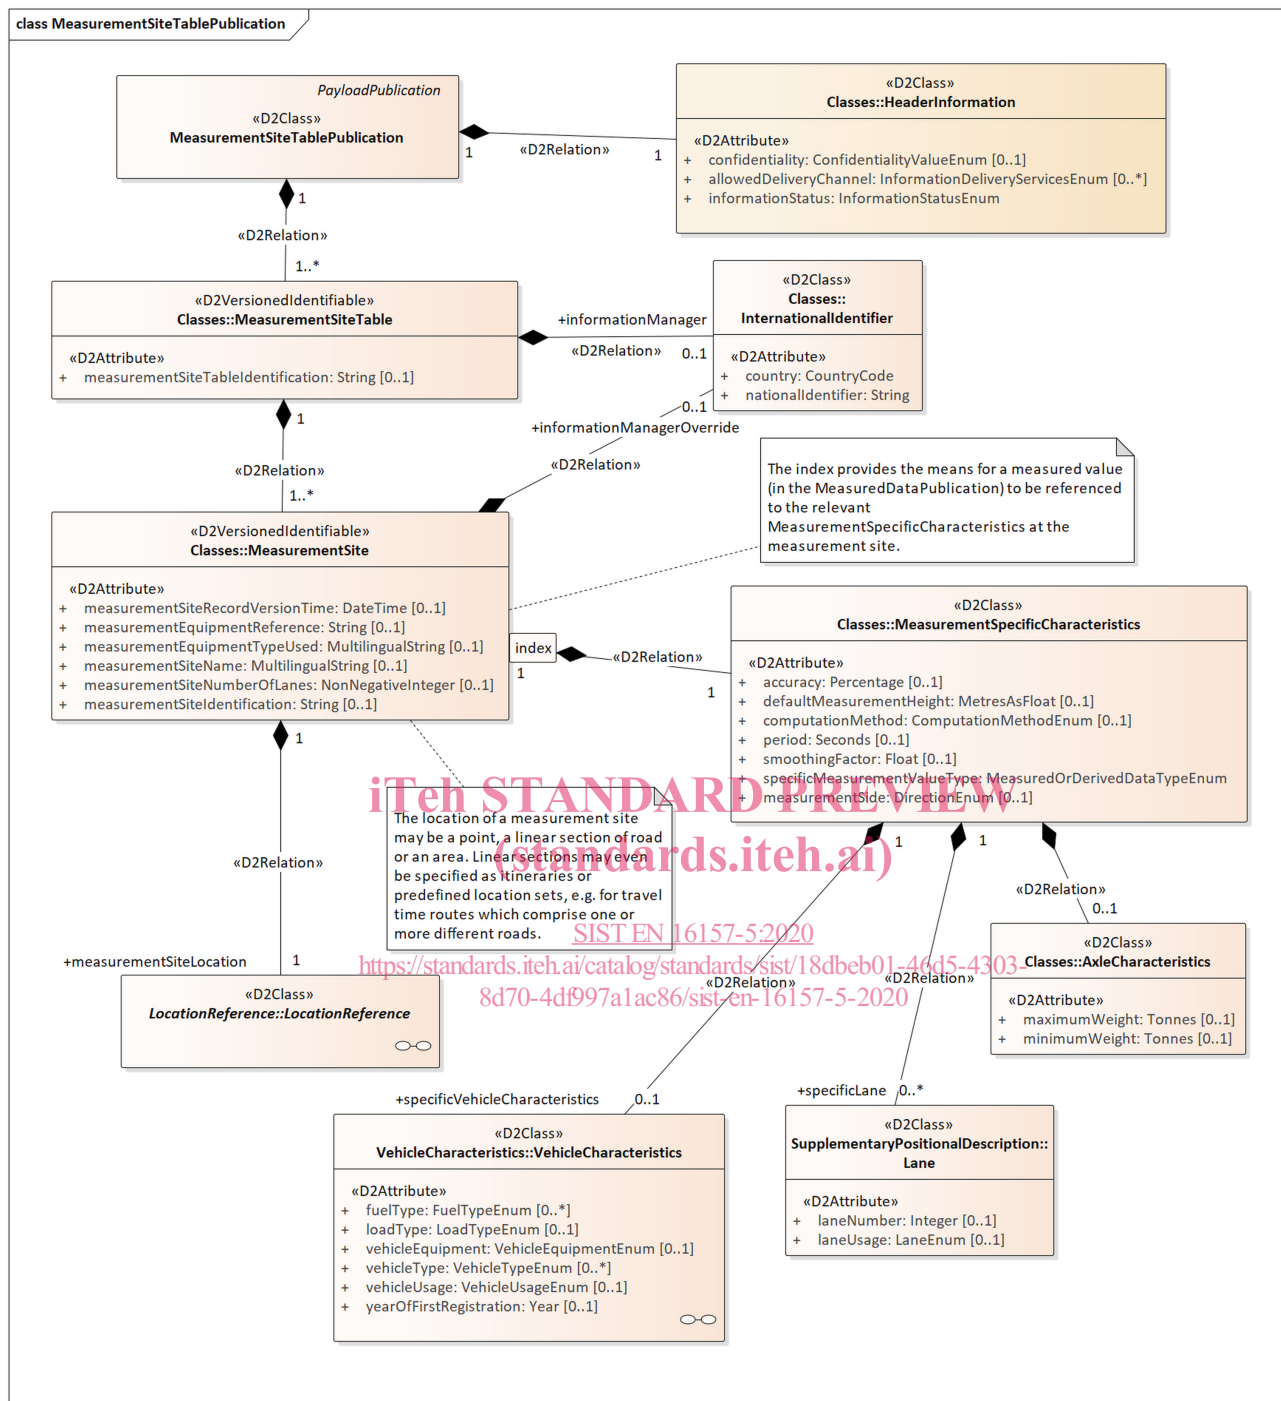 class MeasurementSiteTablePublication
PayloadPublication
«D2Class»
MeasurementSiteTablePublication
1
«D2Relation»
1
«D2Class»
Classes::HeaderInformation
«D2Attribute»
+ confidentiality: ConfidentialityValueEnum [0..1]
+ allowedDeliveryChannel: InformationDeliveryServicesEnum [0..*]
+ informationStatus: InformationStatusEnum
1
«D2Relation»
1..*
«D2VersionedIdentifiable»
Classes::MeasurementSiteTable
«D2Attribute»
+ measurementSiteTableIdentification: String [0..1]
+informationManager
«D2Relation»
0..1
«D2Class»
Classes::
InternationalIdentifier
«D2Attribute»
+ country: CountryCode
+ nationalIdentifier: String
0..1
+informationManagerOverride
«D2Relation»
1
«D2Relation»
1..*
The index provides the means for a measured value
(in the MeasuredDataPublication) to be referenced
to the relevant
MeasurementSpecificCharacteristics at the
measurement site.
«D2VersionedIdentifiable»
Classes::MeasurementSite
«D2Attribute»
+ measurementSiteRecordVersionTime: DateTime [0..1]
+ measurementEquipmentReference: String [0..1]
+ measurementEquipmentTypeUsed: MultilingualString [0..1]
+ measurementSiteName: MultilingualString [0..1]
+ measurementSiteNumberOfLanes: NonNegativeInteger [0..1]
+ measurementSiteIdentification: String [0..1]
index
1
«D2Relation»
1
«D2Class»
Classes::MeasurementSpecificCharacteristics
«D2Attribute»
+ accuracy: Percentage [0..1]
+ defaultMeasurementHeight: MetresAsFloat [0..1]
+ computationMethod: ComputationMethodEnum [0..1]
+ period: Seconds [0..1]
+ smoothingFactor: Float [0..1]
+ specificMeasurementValueType: MeasuredOrDerivedDataTypeEnum
+ measurementSide: DirectionEnum [0..1]
iTeh STANDARD PREVIEW
(standards.iteh.ai)
SIST EN 16157-5:2020
https://standards.iteh.ai/catalog/standards/sist/18dbeb01-46d5-4303-
8d70-4df997a1ac86/sist-en-16157-5-2020
The location of a measurement site
may be a point, a linear section of road
or an area. Linear sections may even
be specified as itineraries or
predefined location sets, e.g. for travel
time routes which comprise one or
more different roads.
1
«D2Relation»
+measurementSiteLocation
1
«D2Class»
LocationReference::LocationReference
1
«D2Relation»
+specificVehicleCharacteristics
0..1
«D2Class»
VehicleCharacteristics::VehicleCharacteristics
«D2Attribute»
+ fuelType: FuelTypeEnum [0..*]
+ loadType: LoadTypeEnum [0..1]
+ vehicleEquipment: VehicleEquipmentEnum [0..1]
+ vehicleType: VehicleTypeEnum [0..*]
+ vehicleUsage: VehicleUsageEnum [0..1]
+ yearOfFirstRegistration: Year [0..1]
1
«D2Relation»
+specificLane
0..*
«D2Class»
SupplementaryPositionalDescription::
Lane
«D2Attribute»
+ laneNumber: Integer [0..1]
+ laneUsage: LaneEnum [0..1]
«D2Relation»
0..1
«D2Class»
Classes::AxleCharacteristics
«D2Attribute»
+ maximumWeight: Tonnes [0..1]
+ minimumWeight: Tonnes [0..1]